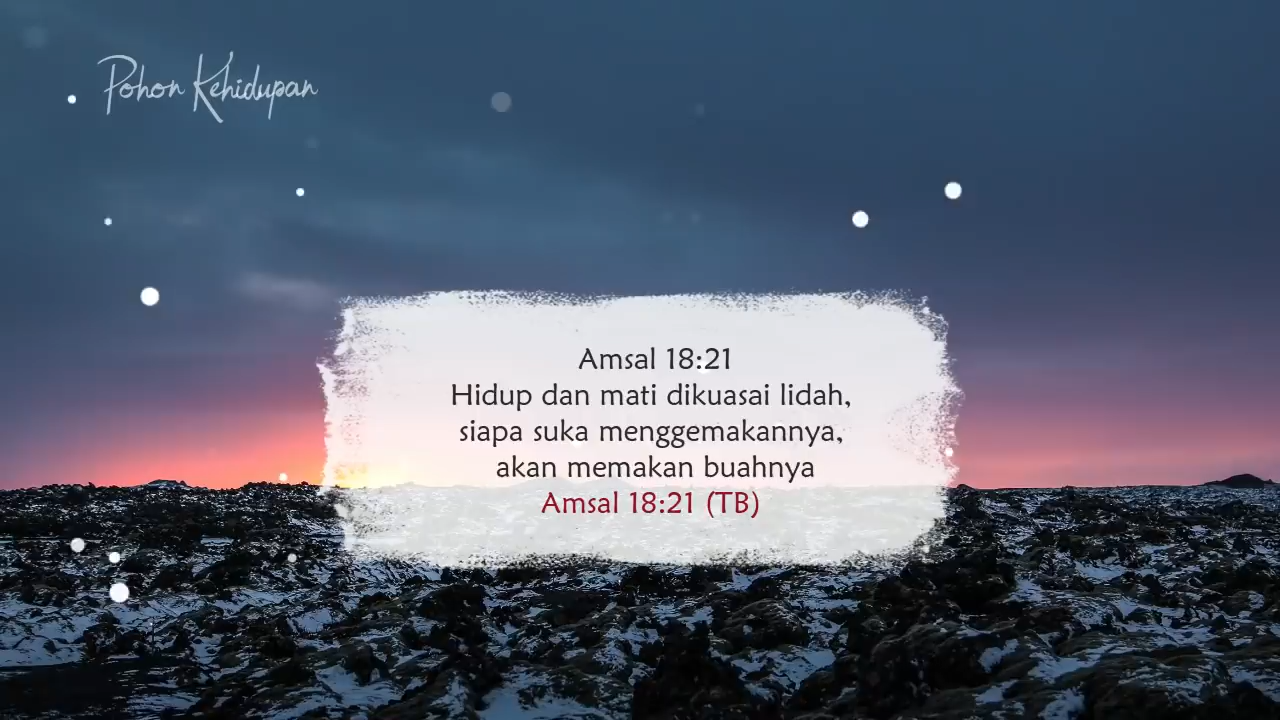 Pohon Kehidupan
Amsal 18:21
Hidup dan mati dikuasai lidah,
siapa suka menggemakannya,
akan memakan buahnya
Amsal 18:21 (TB)